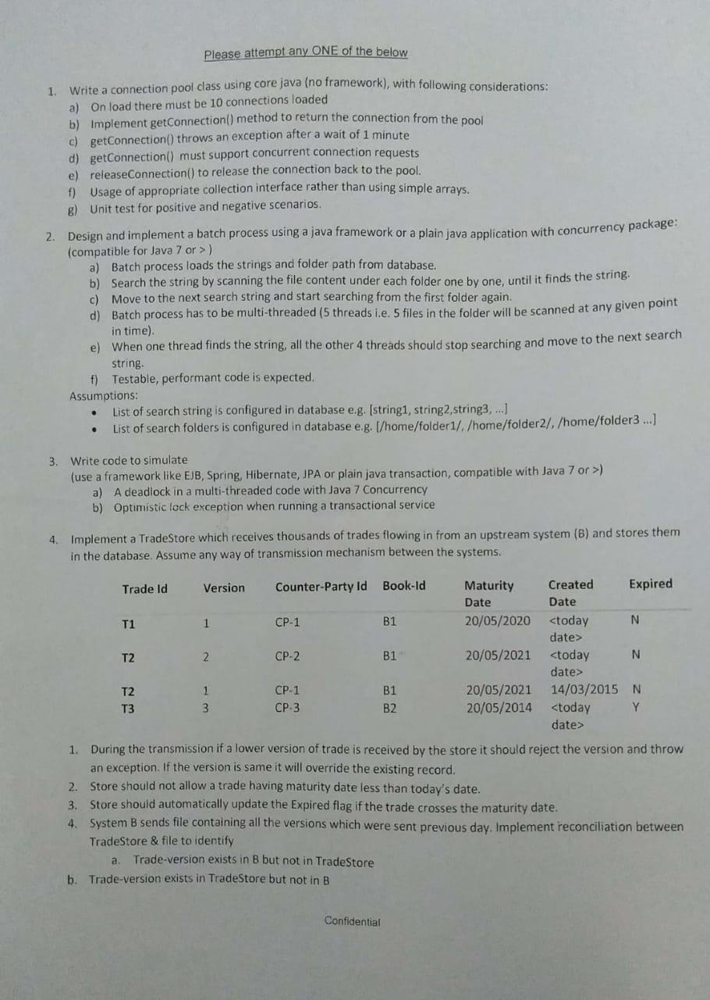 Please attempt any ONE of the below
1. Write a connection pool class using core java (no framework), with following considerations:
a) On load there must be 10 connections loaded
b) Implement getConnection() method to return the connection from the pool
c) getConnection() throws an exception after a wait of 1 minute
d) getConnection() must support concurrent connection requests
e) releaseConnection() to release the connection back to the pool.
f) Usage of appropriate collection interface rather than using simple arrays.
g) Unit test for positive and negative scenarios.
2. Design and implement a batch process using a java framework or a plain java application with concurrency package:
(compatible for Java 7 or > )
a) Batch process loads the strings and folder path from database.
b) Search the string by scanning the file content under each folder one by one, until it finds the string.
c) Move to the next search string and start searching from the first folder again.
d) Batch process has to be multi-threaded (5 threads i.e. 5 files in the folder will be scanned at any given point
in time).
e) When one thread finds the string, all the other 4 threads should stop searching and move to the next search
string.
f) Testable, performant code is expected.
Assumptions:
• List of search string is configured in database e.g. [string1, string2,string3, ...]
• List of search folders is configured in database e.g. [/home/folder1/, /home/folder2/, /home/folder3 ...]
3. Write code to simulate
(use a framework like EJB, Spring, Hibernate, JPA or plain java transaction, compatible with Java 7 or >)
a) A deadlock in a multi-threaded code with Java 7 Concurrency
b) Optimistic lock exception when running a transactional service
4. Implement a TradeStore which receives thousands of trades flowing in from an upstream system (B) and stores them
in the database. Assume any way of transmission mechanism between the systems.
Trade Id Version Counter-Party Id Book-Id Maturity Created Expired
Date Date
T1 1 CP-1 B1 20/05/2020 <today N
date>
T2 2 CP-2 B1 20/05/2021 <today N
date>
T2 1 CP-1 B1 20/05/2021 14/03/2015 N
T3 3 CP-3 B2 20/05/2014 <today Y
date>
1. During the transmission if a lower version of trade is received by the store it should reject the version and throw
an exception. If the version is same it will override the existing record.
2. Store should not allow a trade having maturity date less than today's date.
3. Store should automatically update the Expired flag if the trade crosses the maturity date.
4. System B sends file containing all the versions which were sent previous day. Implement reconciliation between
TradeStore & file to identify
a. Trade-version exists in B but not in TradeStore
b. Trade-version exists in TradeStore but not in B
Confidential